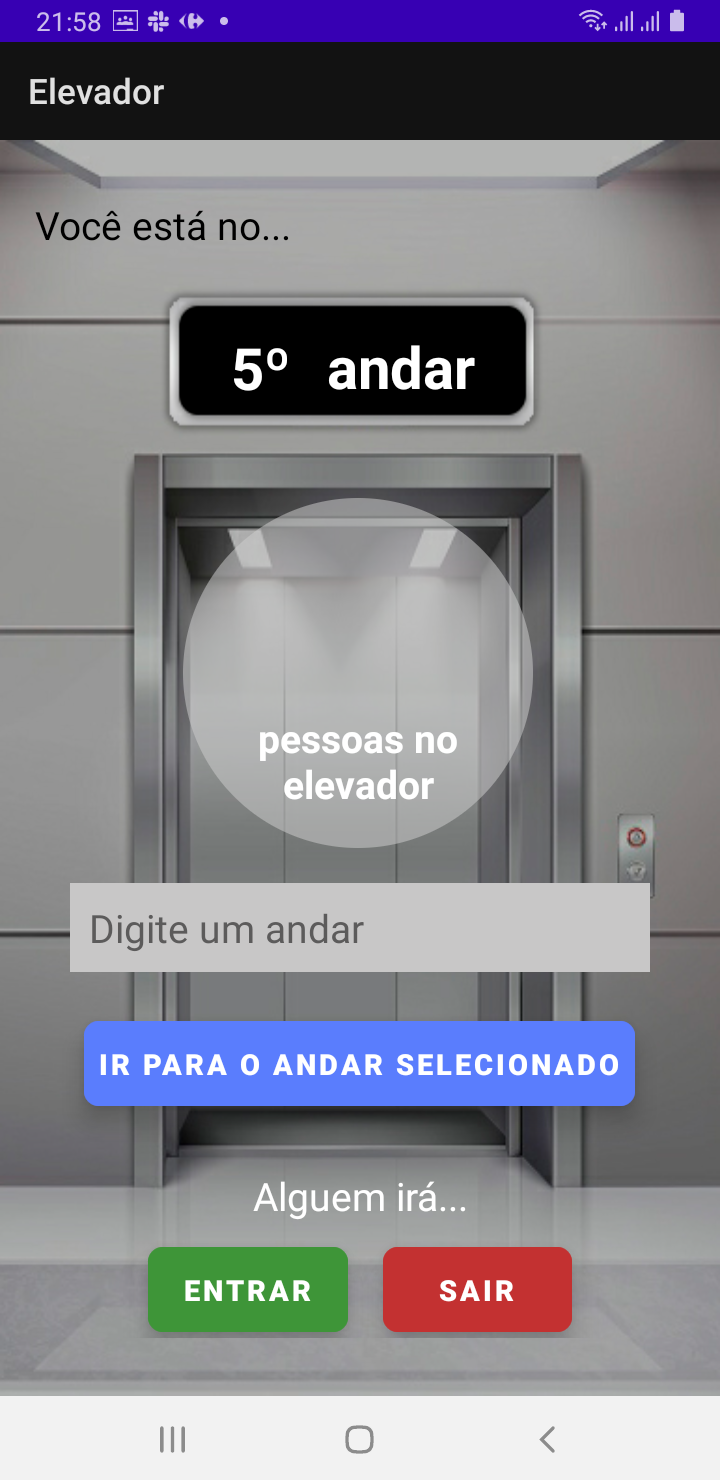 21:58
Elevador
Você está no...
5º andar
pessoas no
elevador
Digite um andar
IR PARA O ANDAR SELECIONADO
Alguem irá...
ENTRAR SAIR